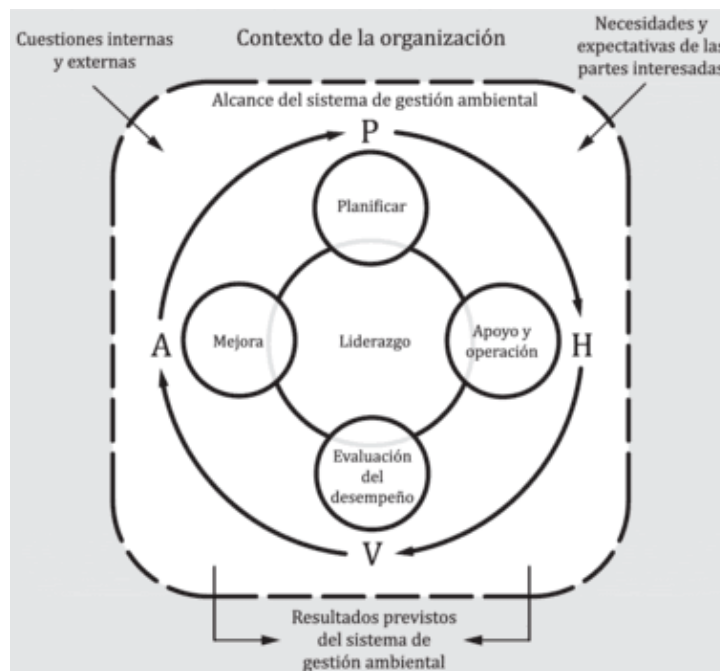 Cuestiones internas
y externas
Contexto de la organización
Necesidades y
expectativas de las
partes interesadas
Alcance del sistema de gestión ambiental
P
Planificar
A
Mejora
Liderazgo
Apoyo y
operación
H
Evaluación
del
desempeño
V
Resultados previstos
del sistema de
gestión ambiental